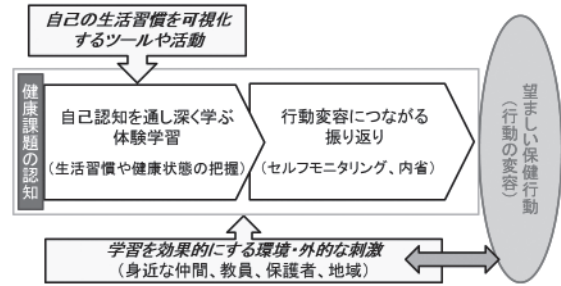 自己の生活習慣を可視化
するツールや活動
健康課題の認知
自己認知を通し深く学ぶ
体験学習
(生活習慣や健康状態の把握)
行動変容につながる
振り返り
(セルフモニタリング、内省)
望ましい保健行動
(行動の変容)
学習を効果的にする環境・外的な刺激
(身近な仲間、教員、保護者、地域)